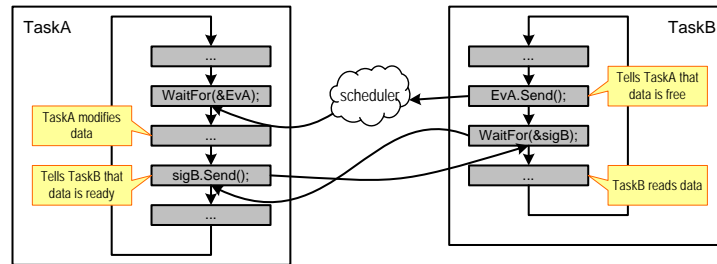 TaskA
...
WaitFor(&EvA);
TaskA modifies
data
...
Tells TaskB that
data is ready
sigB.Send();
...
scheduler
TaskB
...
EvA.Send();
Tells TaskA that
data is free
WaitFor(&sigB);
...
TaskB reads data